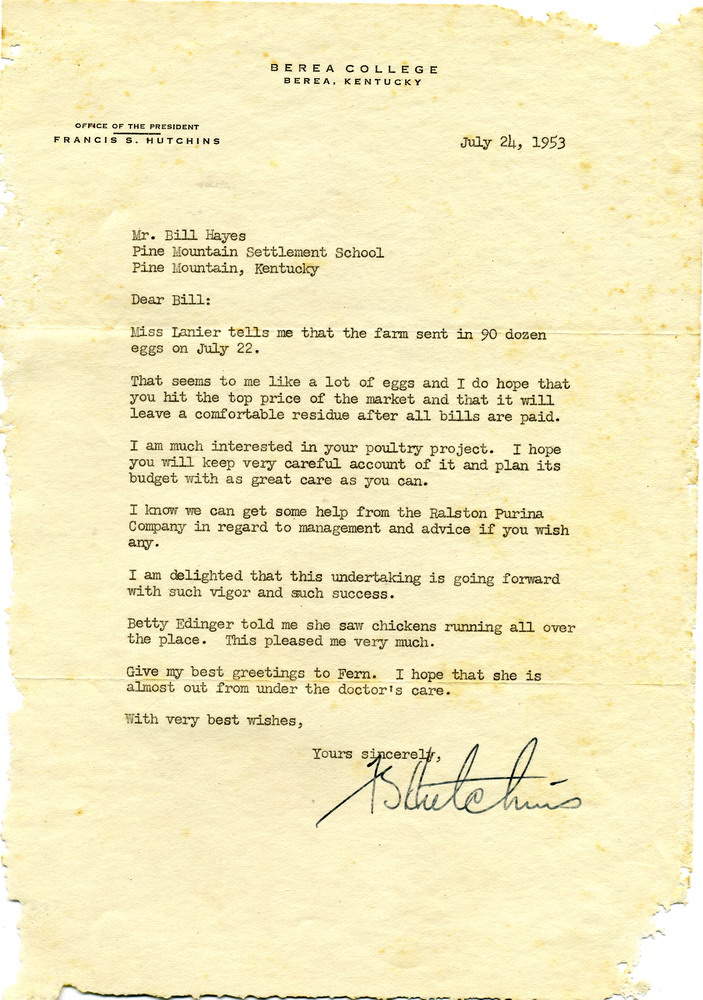 BEREA COLLEGE
BEREA, KENTUCKY
OFFICE OF THE PRESIDENT
FRANCIS S. HUTCHINS
July 24, 1953
Mr. Bill Hayes
Pine Mountain Settlement School
Pine Mountain, Kentucky
Dear Bill:
Miss Lanier tells me that the farm sent in 90 dozen
eggs on July 22.
That seems to me like a lot of eggs and I do hope that
you hit the top price of the market and that it will
leave a comfortable residue after all bills are paid.
I am much interested in your poultry project. I hope
you will keep very careful account of it and plan its
budget with as great care as you can.
I know we can get some help from the Ralston Purina
Company in regard to management and advice if you wish
any.
I am delighted that this undertaking is going forward
with such vigor and such success.
Betty Edinger told me she saw chickens running all over
the place. This pleased me very much.
Give my best greetings to Fern. I hope that she is
almost out from under the doctor's care.
With very best wishes,
Yours sincerely,
FSHutchins